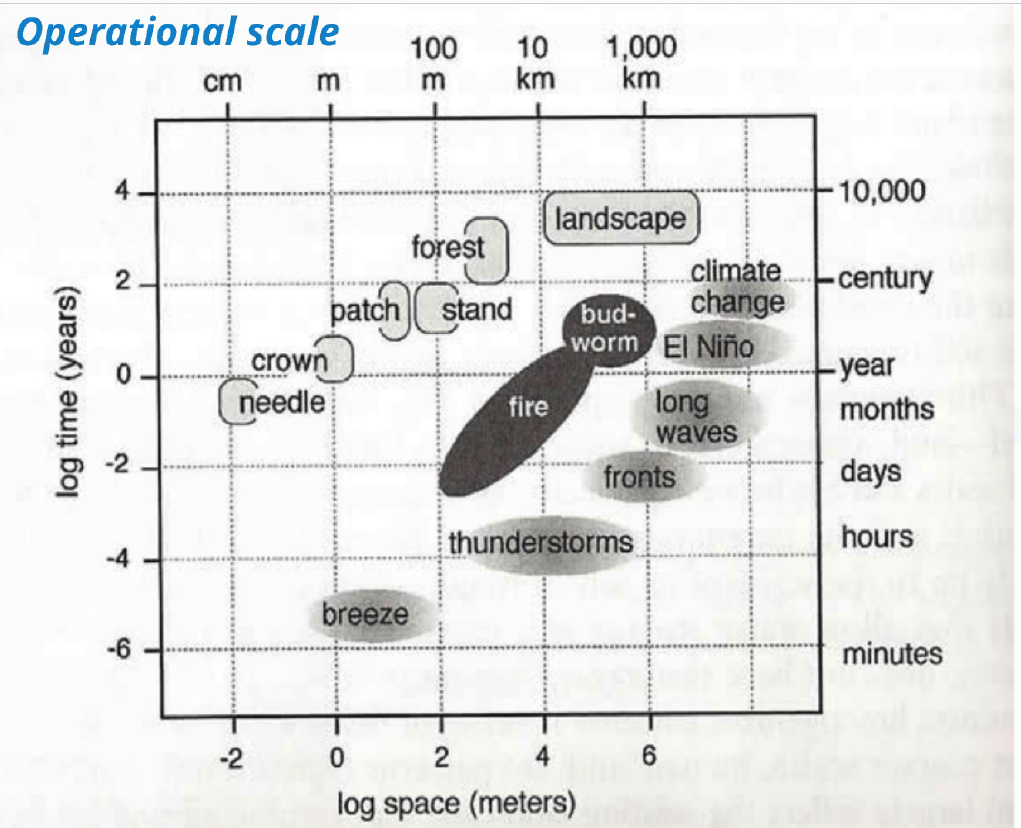 Operational scale
100 10 1,000
cm m m km km
4
10,000
landscape
forest
climate
change
2
century
patch
stand
bud-
worm
El Niño
crown
0
year
needle
fire
long
waves
months
-2
fronts
days
thunderstorms
hours
-4
breeze
-6
minutes
log time (years)
-2 0 2 4 6
log space (meters)